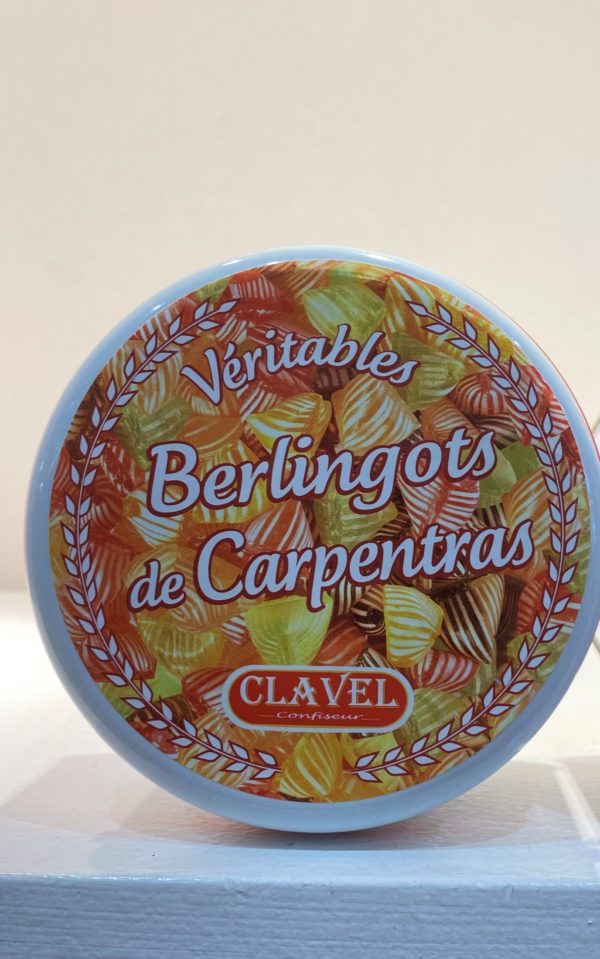 Véritables
Berlingots
de Carpentras
CLAVEL
Confiseur